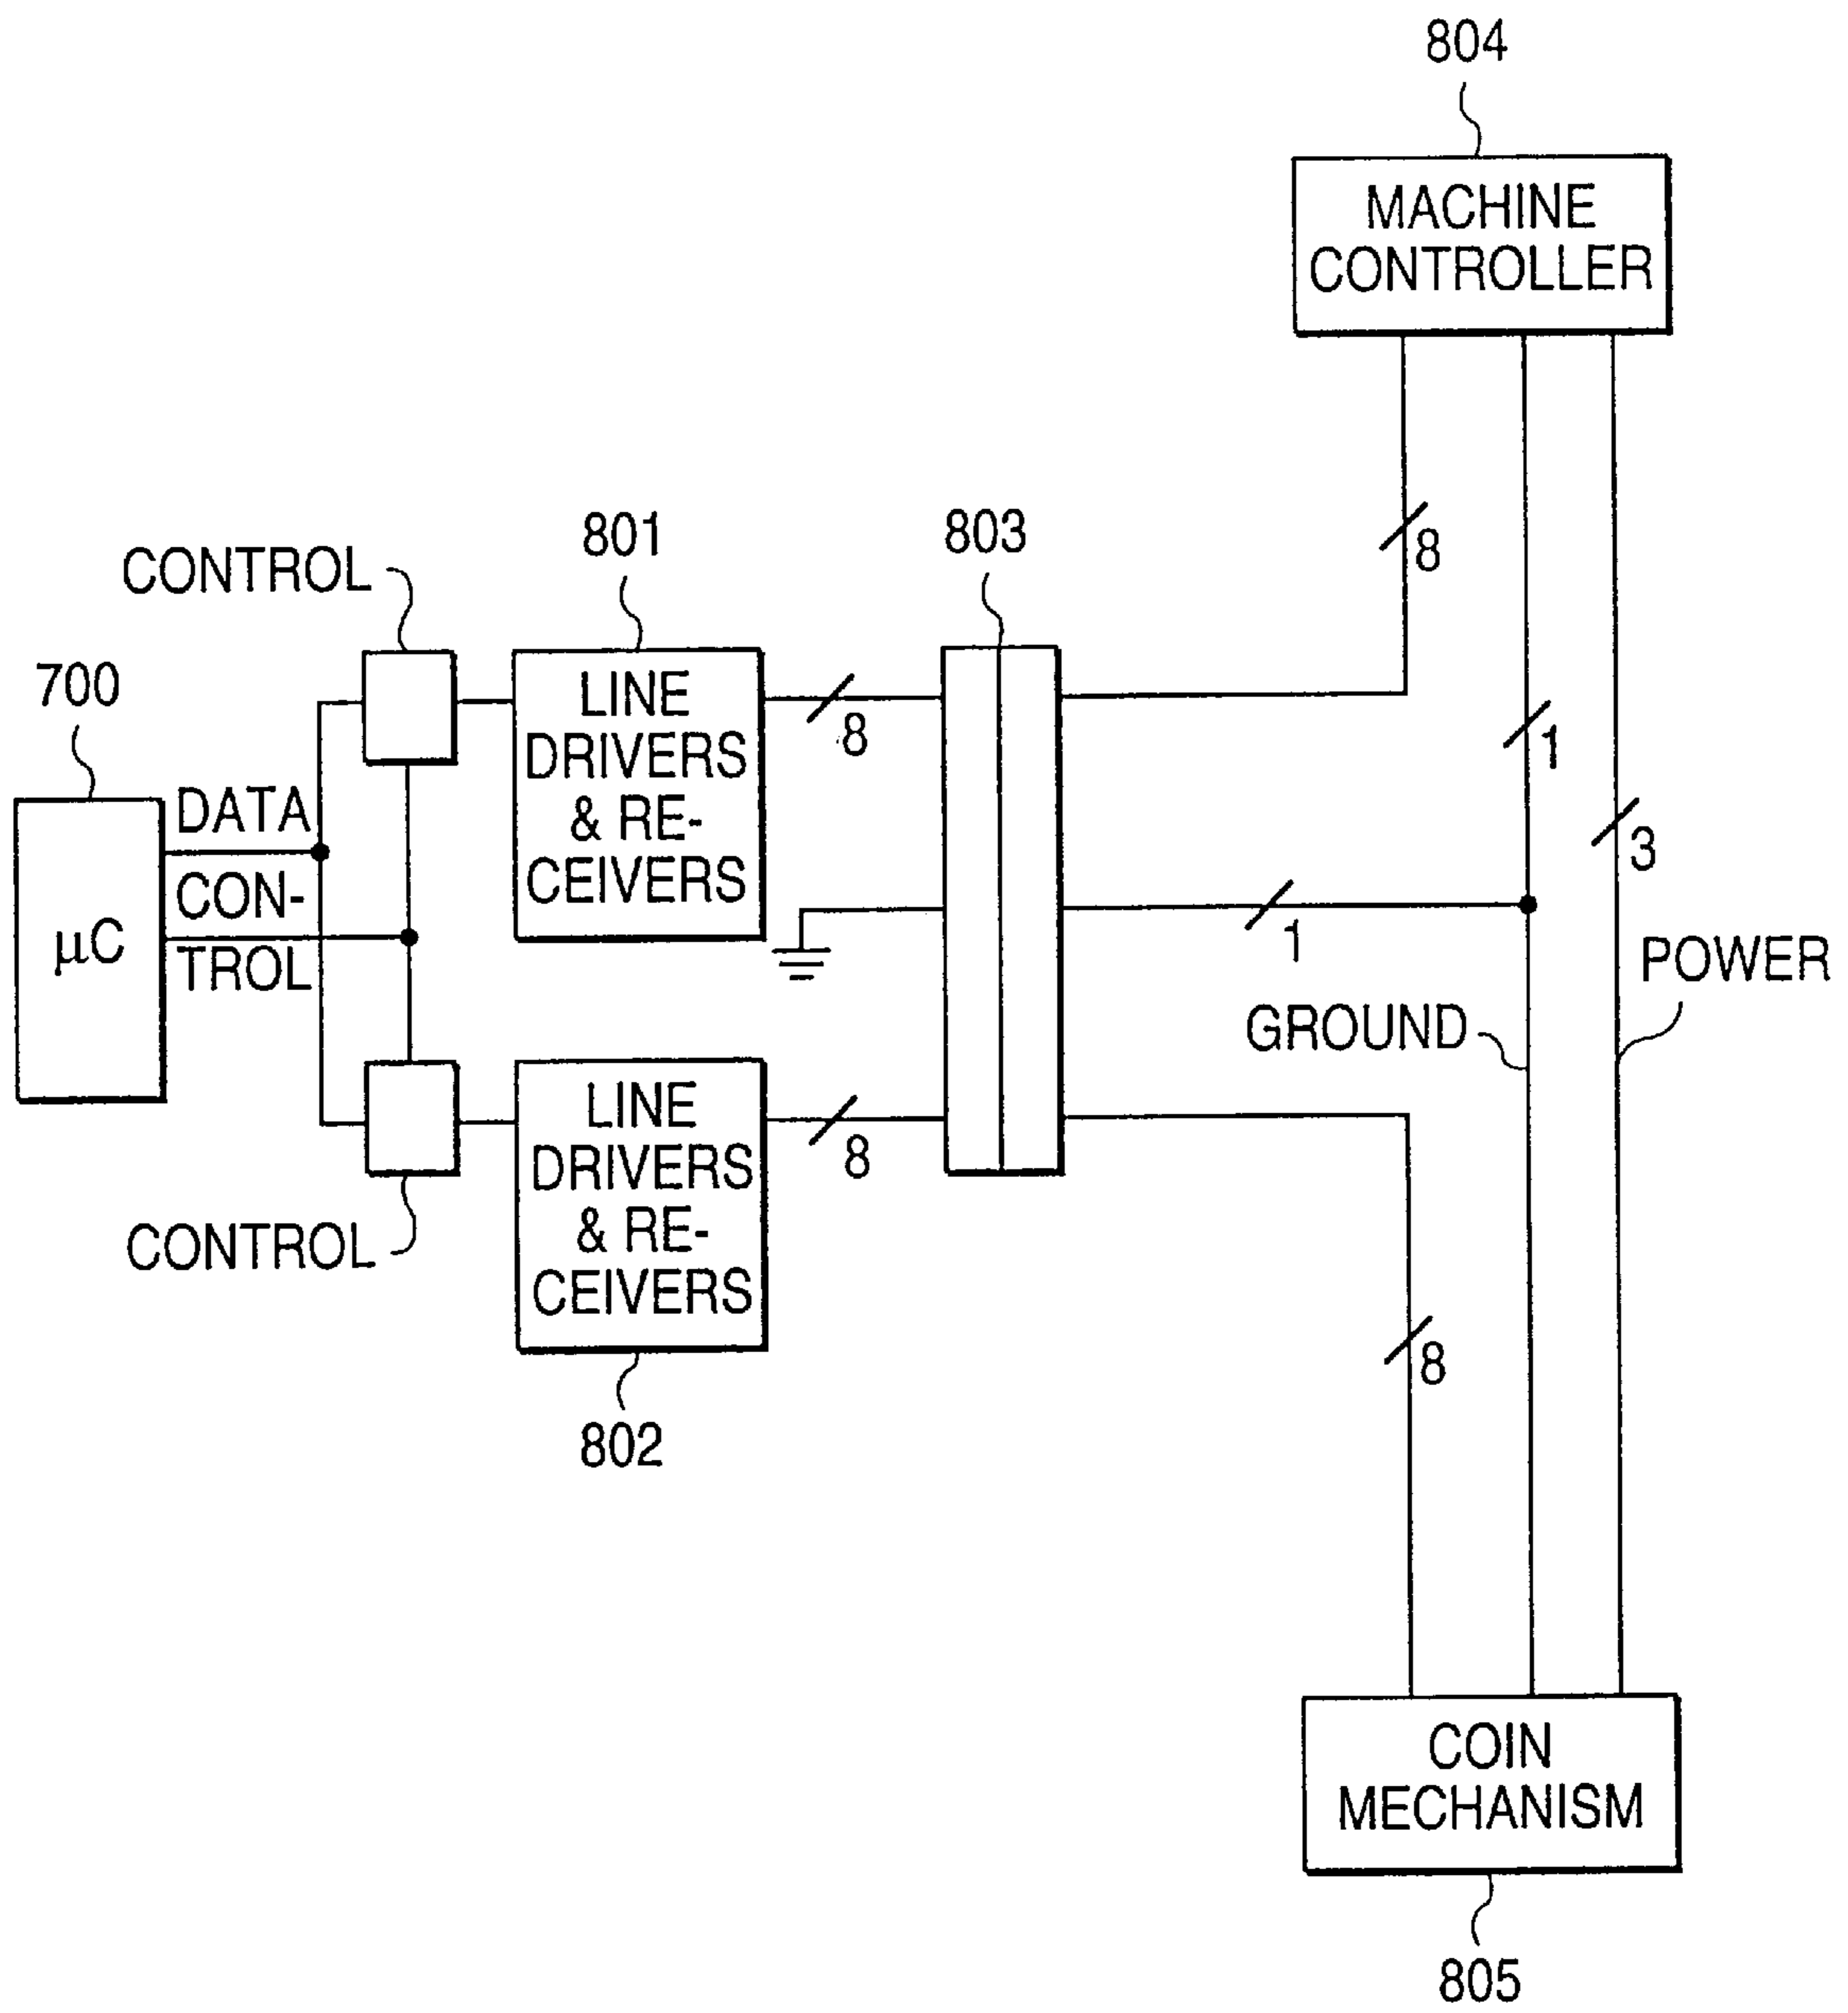 804
MACHINE
CONTROLLER
8
1
3
801
803
CONTROL
700
LINE
DRIVERS
& RE-
CEIVERS
8
DATA
CON-
TROL
µC
1
POWER
GROUND
LINE
DRIVERS
& RE-
CEIVERS
8
CONTROL
802
8
COIN
MECHANISM
805